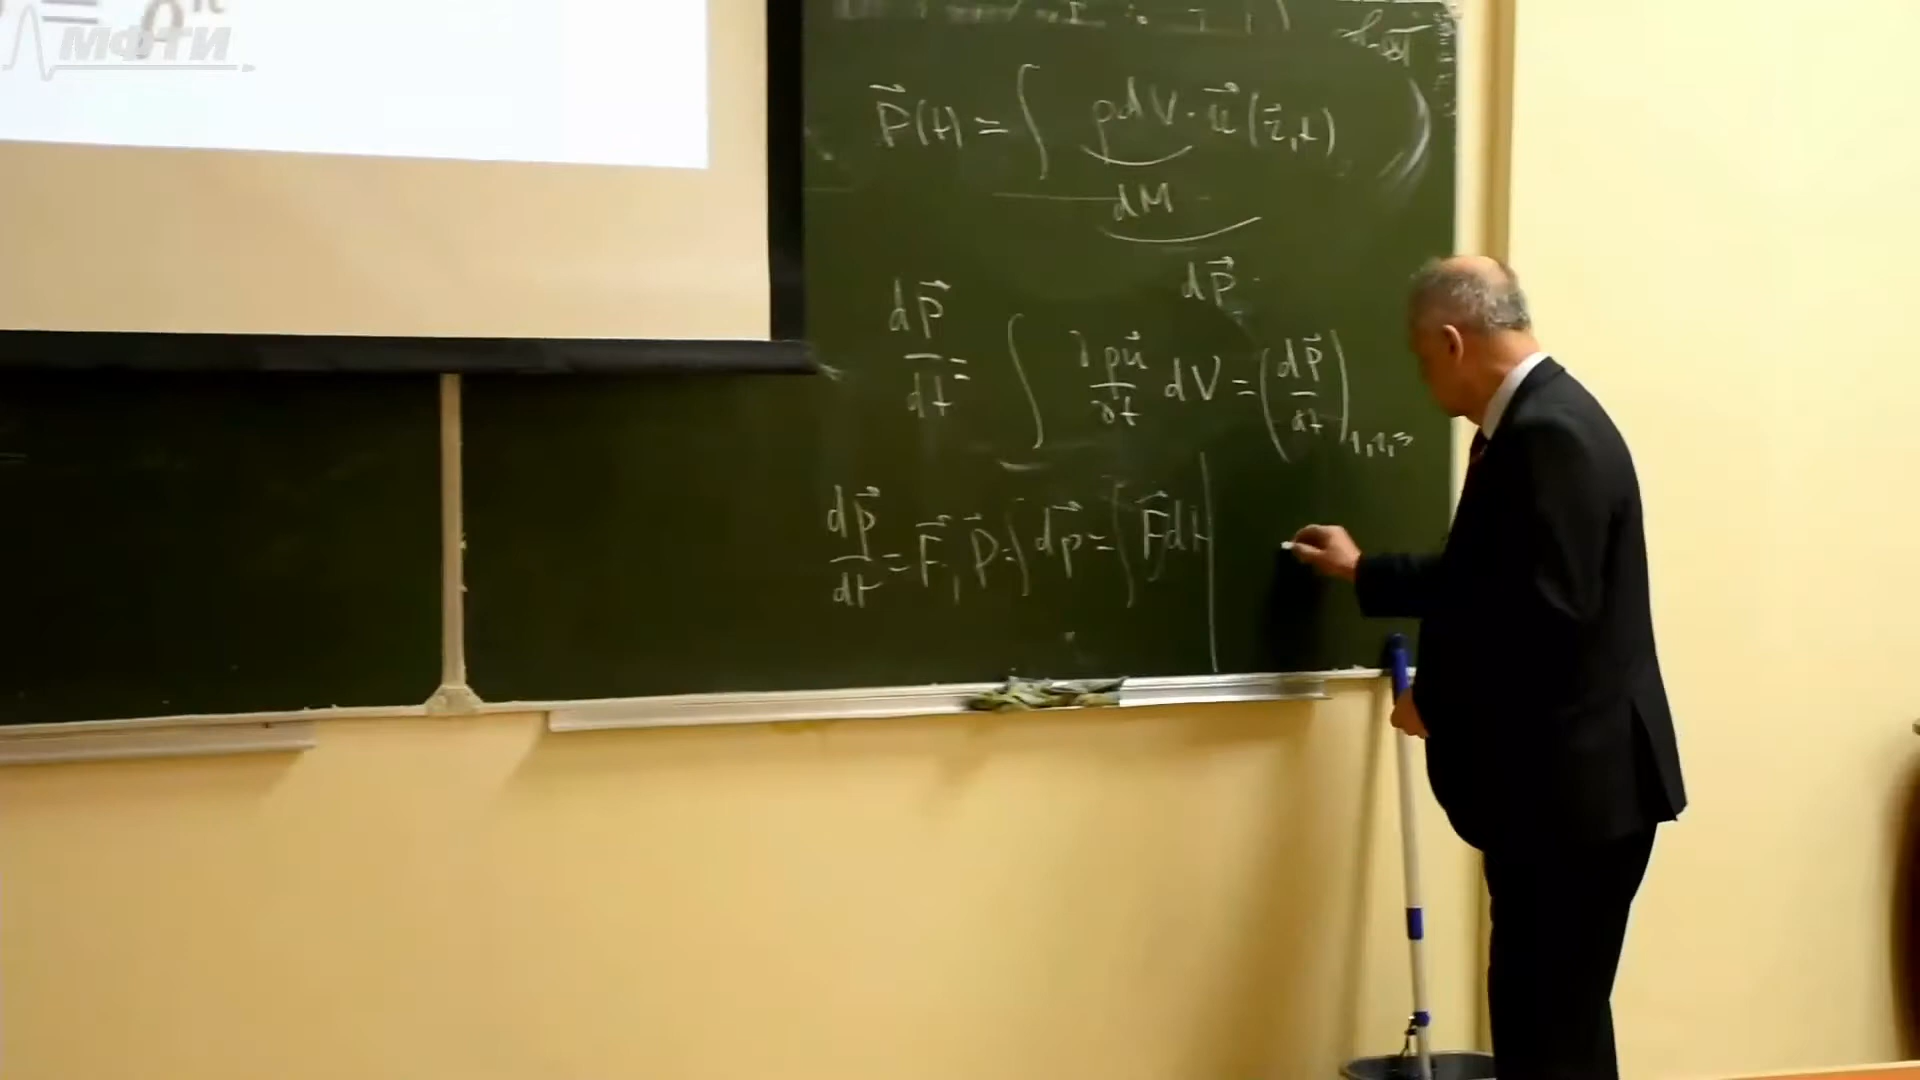 МФТИ
P⃗(t) = ∫ ρdV · u⃗(r⃗,t)
dM
dp⃗
dP⃗/dt = ∫ ∂ρu⃗/∂t dV = (dp⃗/dt)₁,₂,₃
dp⃗/dt = F⃗, P⃗ = ∫ dp⃗ = ∫ F⃗dt